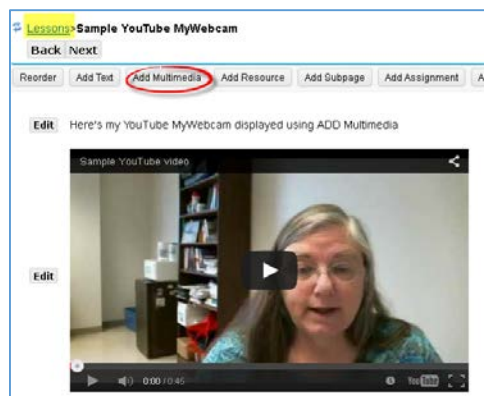 Lessons>Sample YouTube MyWebcam
Back Next
Reorder Add Text Add Multimedia Add Resource Add Subpage Add Assignment A
Edit Here's my YouTube MyWebcam displayed using ADD Multimedia
Sample YouTube video
Edit
0:00 / 0:45 YouTube